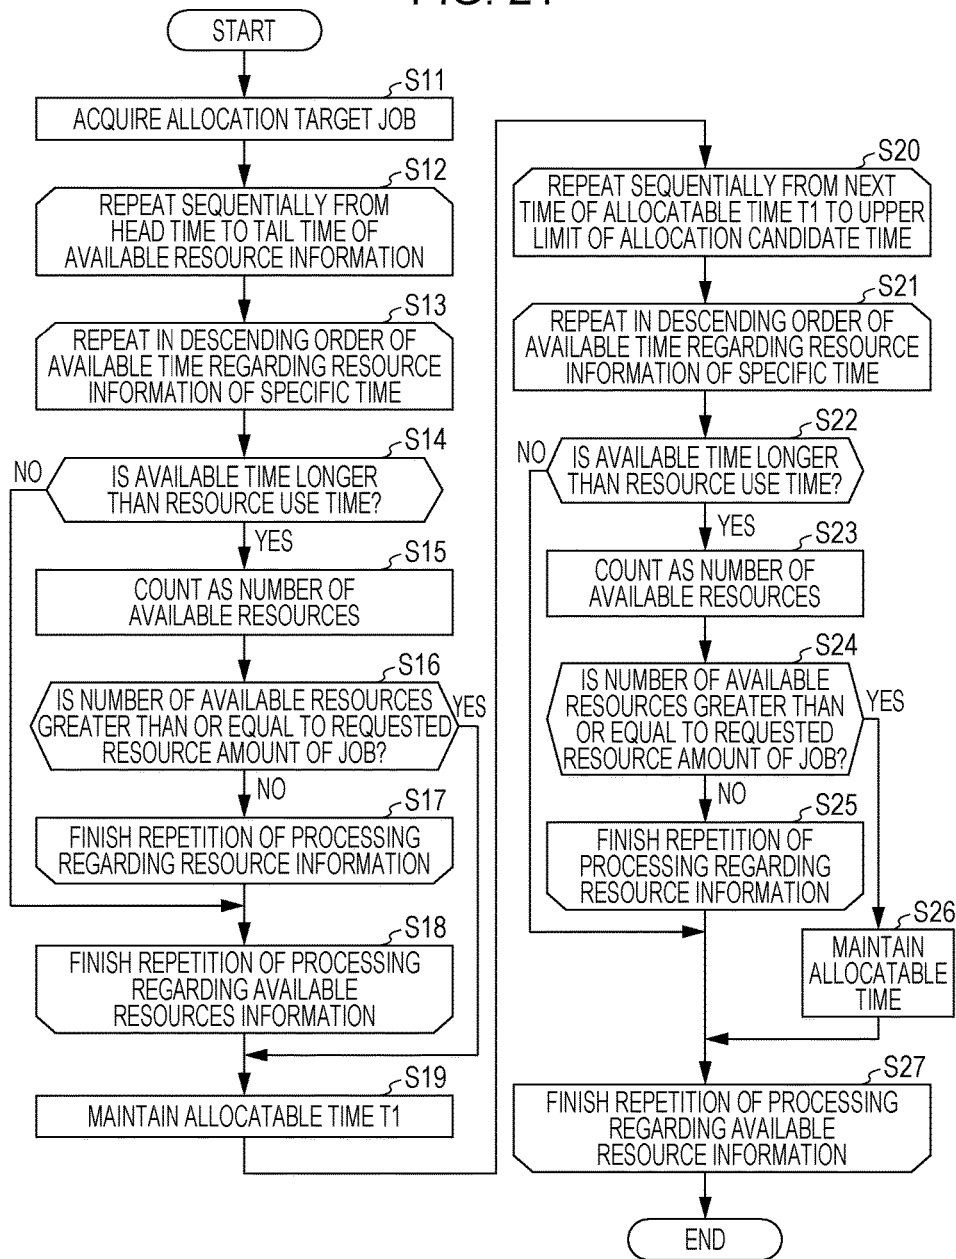 START
S11
ACQUIRE ALLOCATION TARGET JOB
S12
REPEAT SEQUENTIALLY FROM
HEAD TIME TO TAIL TIME OF
AVAILABLE RESOURCE INFORMATION
S13
REPEAT IN DESCENDING ORDER OF
AVAILABLE TIME REGARDING RESOURCE
INFORMATION OF SPECIFIC TIME
S14
NO
IS AVAILABLE TIME LONGER
THAN RESOURCE USE TIME?
YES
S15
COUNT AS NUMBER OF
AVAILABLE RESOURCES
S16
IS NUMBER OF AVAILABLE RESOURCES
GREATER THAN OR EQUAL TO REQUESTED
RESOURCE AMOUNT OF JOB?
YES
NO
S17
FINISH REPETITION OF PROCESSING
REGARDING RESOURCE INFORMATION
S18
FINISH REPETITION OF PROCESSING
REGARDING AVAILABLE
RESOURCES INFORMATION
S19
MAINTAIN ALLOCATABLE TIME T1
S20
REPEAT SEQUENTIALLY FROM NEXT
TIME OF ALLOCATABLE TIME T1 TO UPPER
LIMIT OF ALLOCATION CANDIDATE TIME
S21
REPEAT IN DESCENDING ORDER OF
AVAILABLE TIME REGARDING RESOURCE
INFORMATION OF SPECIFIC TIME
S22
NO
IS AVAILABLE TIME LONGER
THAN RESOURCE USE TIME?
YES
S23
COUNT AS NUMBER OF
AVAILABLE RESOURCES
S24
IS NUMBER OF AVAILABLE
RESOURCES GREATER THAN
OR EQUAL TO REQUESTED
RESOURCE AMOUNT OF JOB?
YES
NO
S25
FINISH REPETITION OF
PROCESSING REGARDING
RESOURCE INFORMATION
S26
MAINTAIN
ALLOCATABLE
TIME
S27
FINISH REPETITION OF PROCESSING
REGARDING AVAILABLE
RESOURCE INFORMATION
END